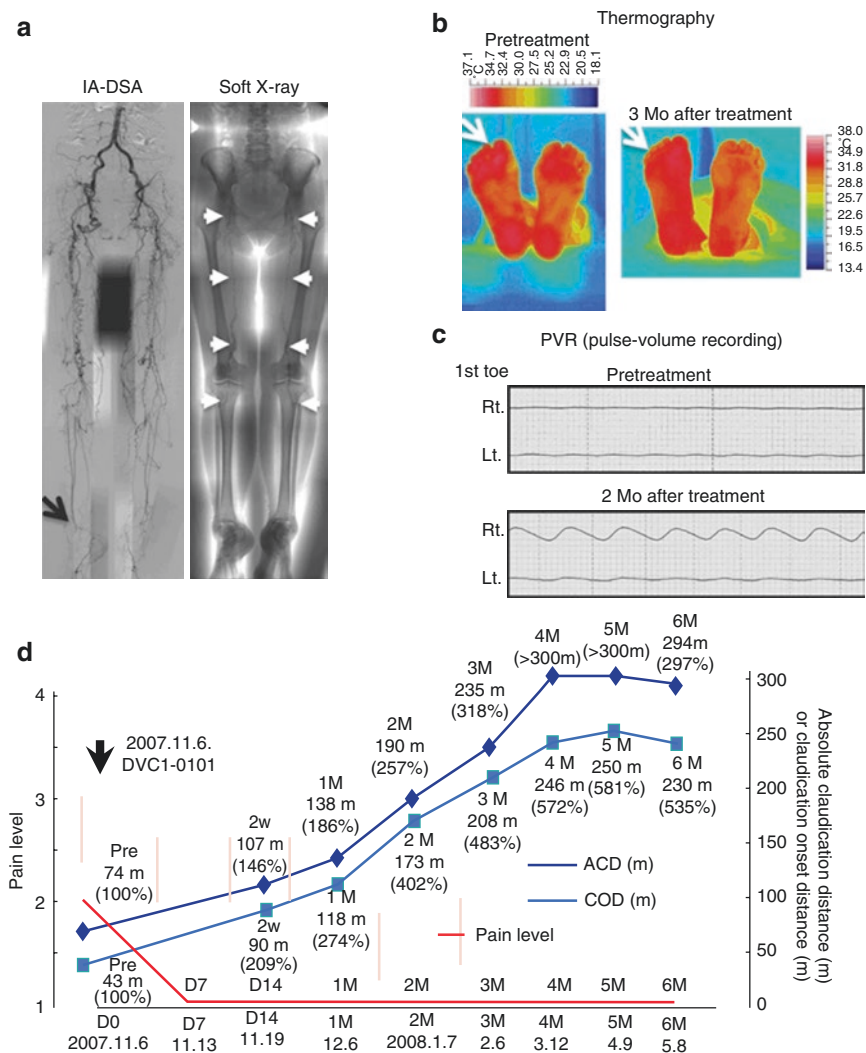 a
IA-DSA
Soft X-ray
b
Thermography
Pretreatment
37.1
°C
34.7
32.4
30.0
27.5
25.2
22.9
20.5
18.1
3 Mo after treatment
38.0
°C
34.9
31.8
28.8
25.7
22.6
19.5
16.5
13.4
c
PVR (pulse-volume recording)
1st toe
Pretreatment
Rt.
Lt.
2 Mo after treatment
Rt.
Lt.
d
Pain level
4
3
2
1
2007.11.6.
DVC1-0101
Pre
74 m
(100%)
2w
107 m
(146%)
1M
138 m
(186%)
2M
190 m
(257%)
3M
235 m
(318%)
4M
(>300m)
5M
(>300m)
6M
294m
(297%)
Pre
43 m
(100%)
2w
90 m
(209%)
1 M
118 m
(274%)
2 M
173 m
(402%)
3 M
208 m
(483%)
4 M
246 m
(572%)
5 M
250 m
(581%)
6 M
230 m
(535%)
ACD (m)
COD (m)
Pain level
D7
D14
1M
2M
3M
4M
5M
6M
D0
2007.11.6
D7
11.13
D14
11.19
1M
12.6
2M
2008.1.7
3M
2.6
4M
3.12
5M
4.9
6M
5.8
300
250
200
150
100
50
0
Absolute claudication distance (m)
or claudication onset distance (m)